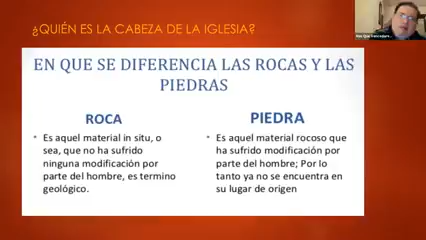 ¿QUIÉN ES LA CABEZA DE LA IGLESIA?
EN QUE SE DIFERENCIA LAS ROCAS Y LAS
PIEDRAS
ROCA
• Es aquel material in situ, o
sea, que no ha sufrido
ninguna modificación por
parte del hombre, es termino
geológico.
PIEDRA
• Es aquel material rocoso que
ha sufrido modificación por
parte del hombre; Por lo
tanto ya no se encuentra en
su lugar de origen